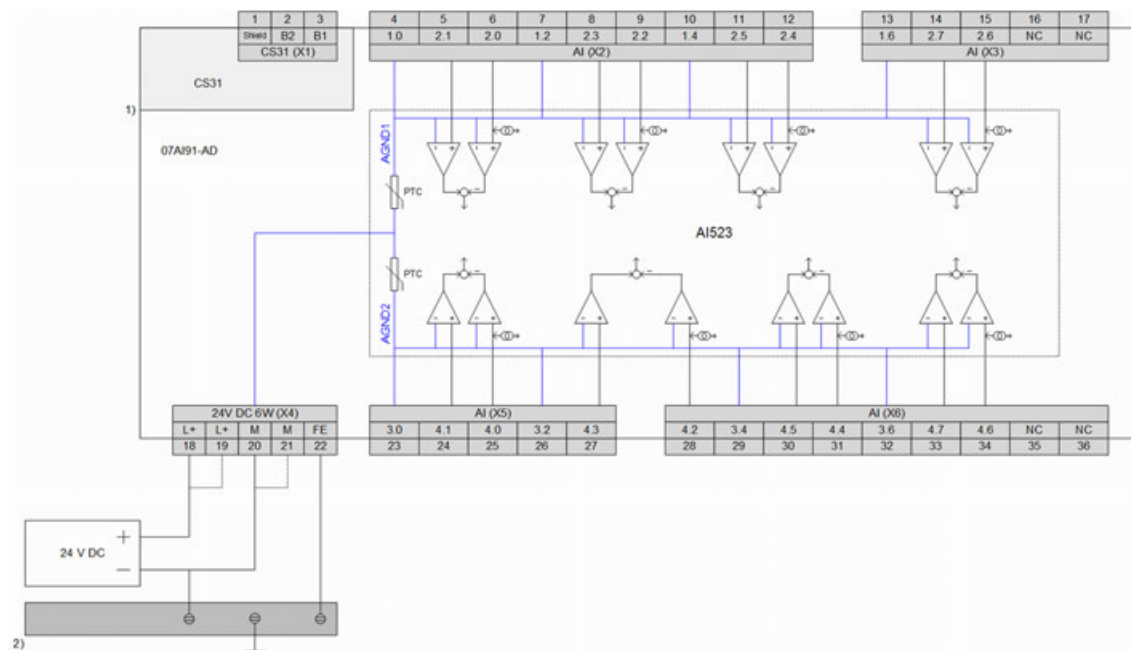 1 2 3 4 5 6 7 8 9 10 11 12 13 14 15 16 17
Shield B2 B1 1.0 2.1 2.0 1.2 2.3 2.2 1.4 2.5 2.4 1.6 2.7 2.6 NC NC
CS31 (X1) AI (X2) AI (X3)
CS31
1)
07AI91-AD
AGND1
PTC
AI523
PTC
AGND2
24V DC 6W (X4) AI (X5) AI (X6)
L+ L+ M M FE 3.0 4.1 4.0 3.2 4.3 4.2 3.4 4.5 4.4 3.6 4.7 4.6 NC NC
18 19 20 21 22 23 24 25 26 27 28 29 30 31 32 33 34 35 36
+
24 V DC
−
2)